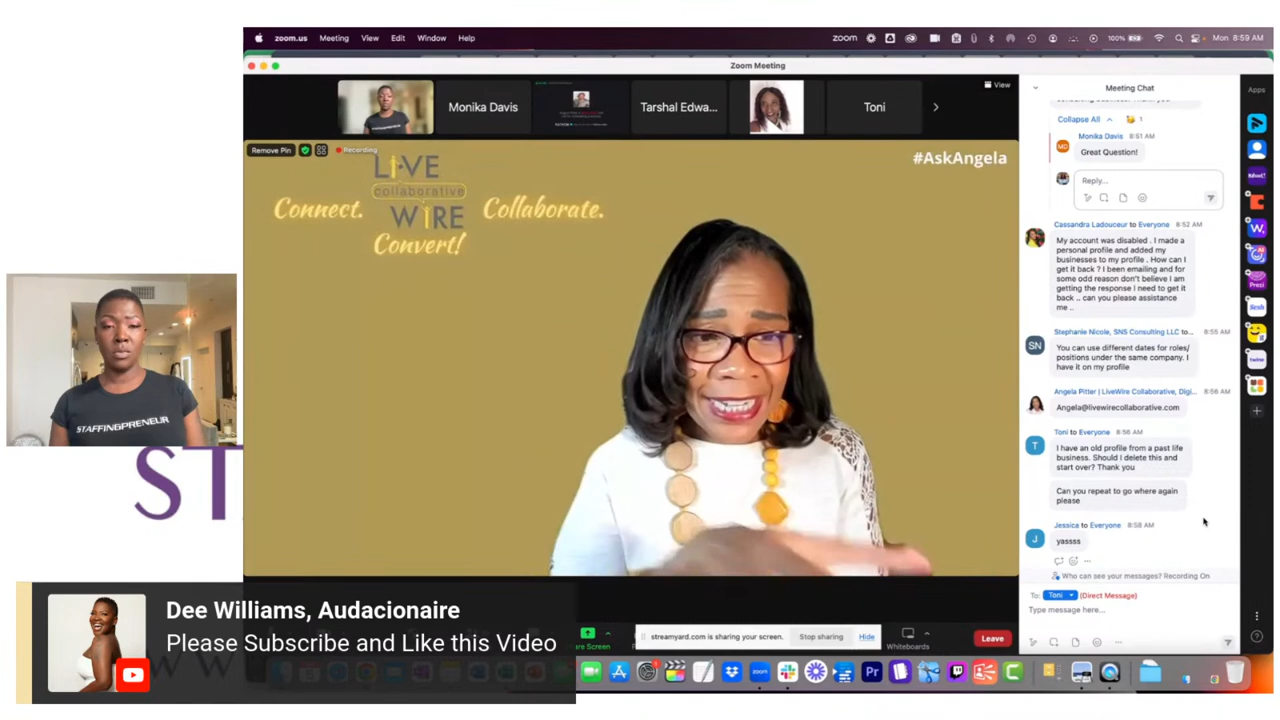 zoom.us Meeting View Edit Window Help
zoom
100%
Mon 8:59 AM
Zoom Meeting
Monika Davis
Tarshal Edwa...
Toni
View
Remove Pin
Recording
#AskAngela
LIVE
collaborative
WIRE
Connect.
Collaborate.
Convert!
STAFFINGPRENEUR
ST
Dee Williams, Audacionaire
Please Subscribe and Like this Video
Meeting Chat
Collapse All
1
Monika Davis 8:51 AM
MD
Great Question!
Reply...
Cassandra Ladouceur to Everyone 8:52 AM
My account was disabled . I made a
personal profile and added my
businesses to my profile . How can I
get it back ? I been emailing and for
some odd reason don't believe I am
getting the response I need to get it
back .. can you please assistance
me ..
Stephanie Nicole, SNS Consulting LLC to... 8:55 AM
SN
You can use different dates for roles/
positions under the same company. I
have it on my profile
Angela Pitter | LiveWire Collaborative, Digi... 8:56 AM
Angela@livewirecollaborative.com
Toni to Everyone 8:56 AM
T
I have an old profile from a past life
business. Should I delete this and
start over? Thank you
Can you repeat to go where again
please
Jessica to Everyone 8:58 AM
J
yassss
Who can see your messages? Recording On
To: Toni (Direct Message)
Type message here...
Apps
are Screen
streamyard.com is sharing your screen.
Stop sharing
Hide
Whiteboards
Leave
Pr